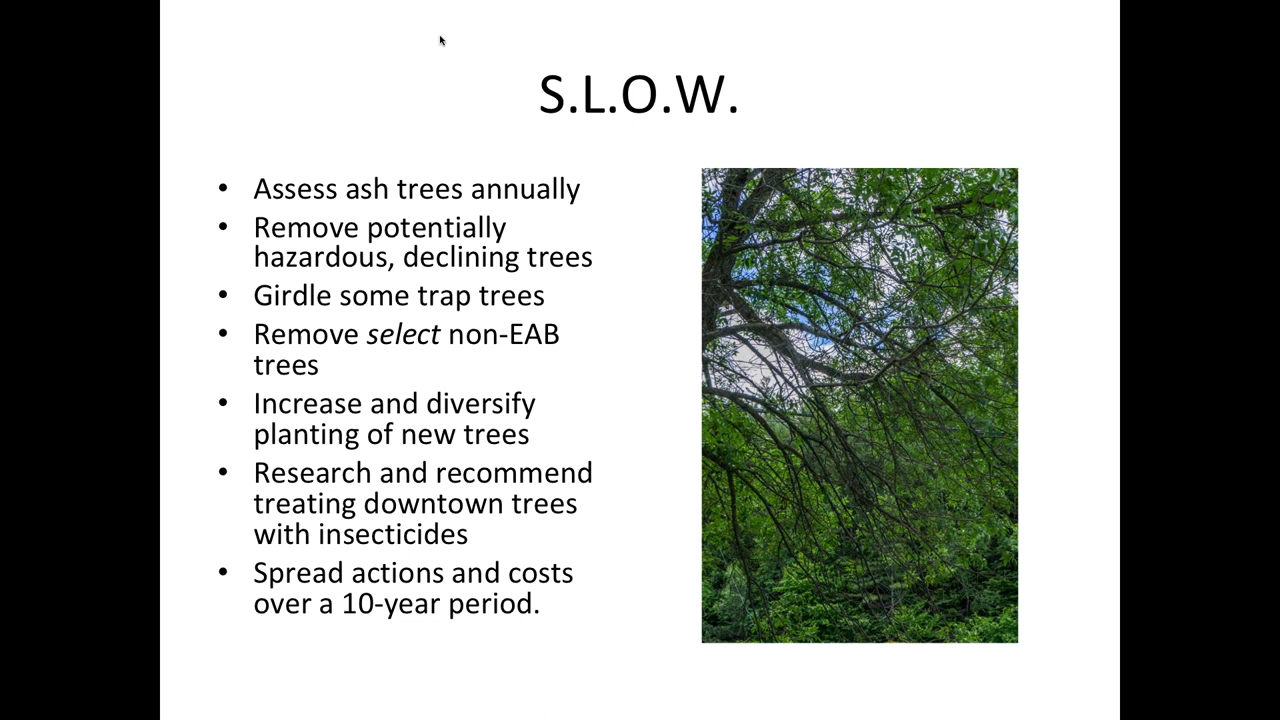 S.L.O.W.
• Assess ash trees annually
• Remove potentially
hazardous, declining trees
• Girdle some trap trees
• Remove select non-EAB
trees
• Increase and diversify
planting of new trees
• Research and recommend
treating downtown trees
with insecticides
• Spread actions and costs
over a 10-year period.